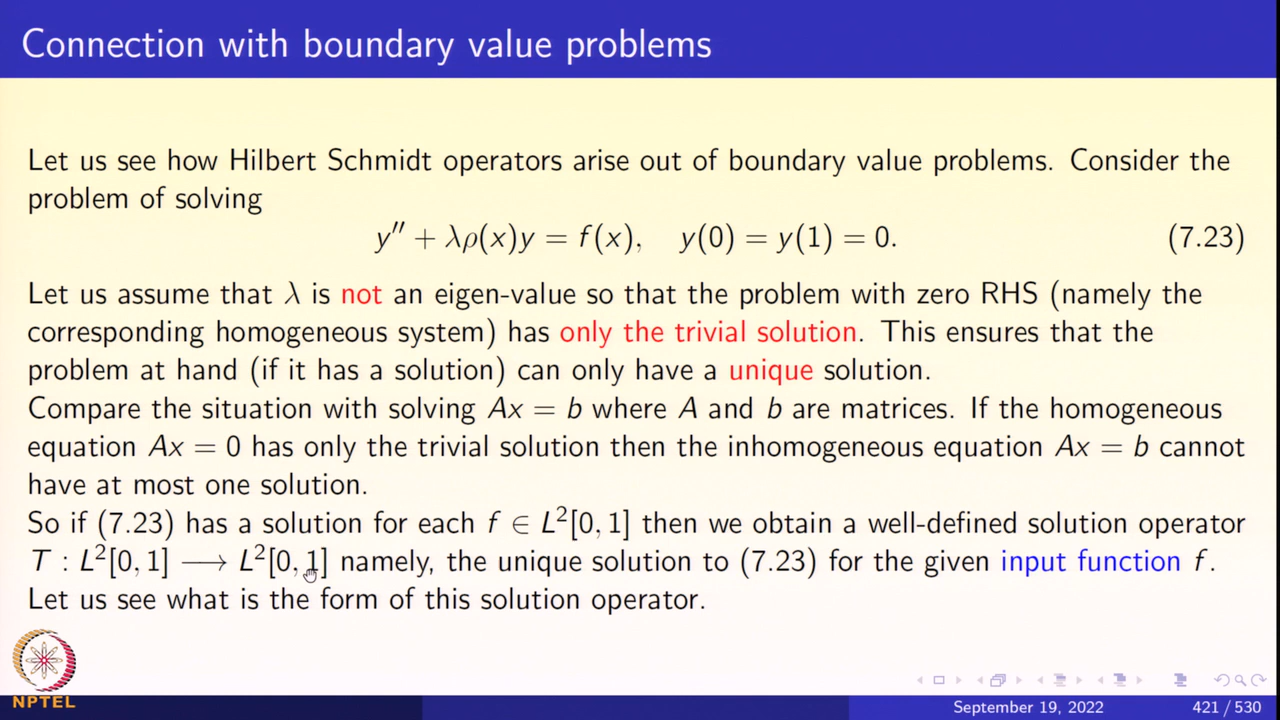 Connection with boundary value problems
Let us see how Hilbert Schmidt operators arise out of boundary value problems. Consider the
problem of solving
y′′ + λρ(x)y = f(x), y(0) = y(1) = 0. (7.23)
Let us assume that λ is not an eigen-value so that the problem with zero RHS (namely the
corresponding homogeneous system) has only the trivial solution. This ensures that the
problem at hand (if it has a solution) can only have a unique solution.
Compare the situation with solving Ax = b where A and b are matrices. If the homogeneous
equation Ax = 0 has only the trivial solution then the inhomogeneous equation Ax = b cannot
have at most one solution.
So if (7.23) has a solution for each f ∈ L²[0, 1] then we obtain a well-defined solution operator
T : L²[0, 1] ⟶ L²[0, 1] namely, the unique solution to (7.23) for the given input function f.
Let us see what is the form of this solution operator.
NPTEL
September 19, 2022 421 / 530